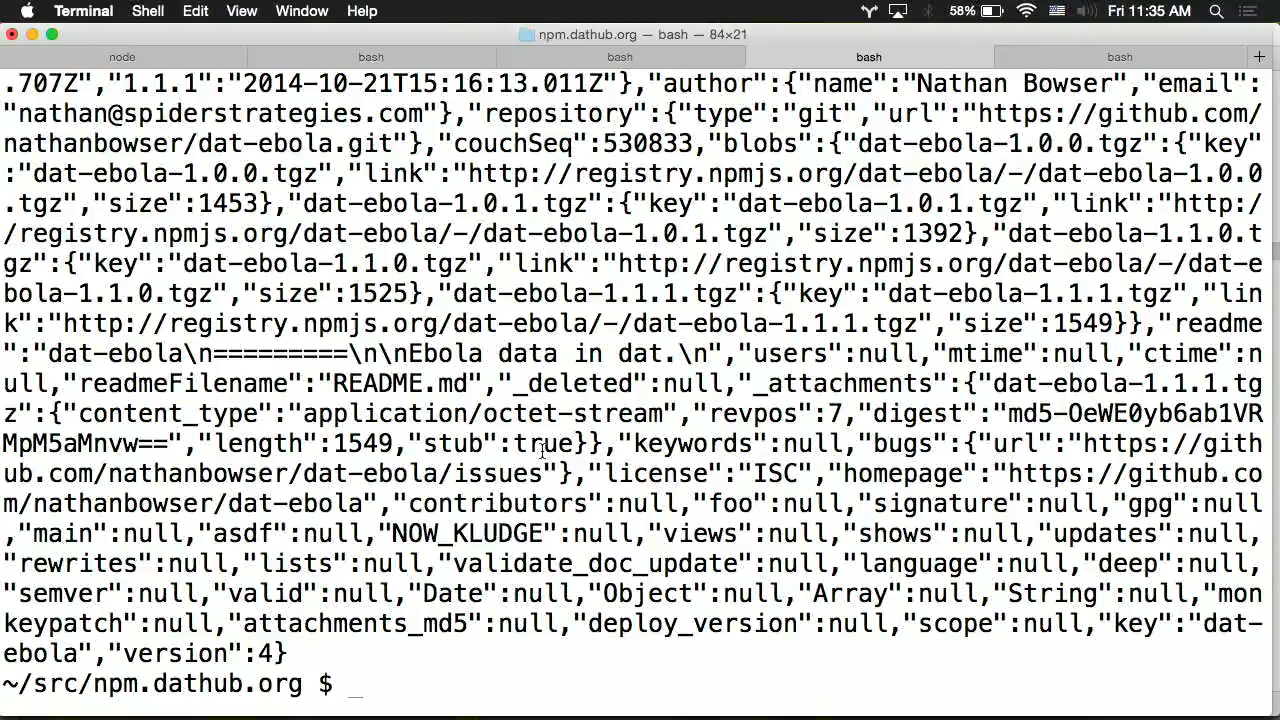 Terminal Shell Edit View Window Help 58% Fri 11:35 AM
npm.dathub.org — bash — 84×21
node bash bash bash bash +
.707Z","1.1.1":"2014-10-21T15:16:13.011Z"},"author":{"name":"Nathan Bowser","email":
"nathan@spiderstrategies.com"},"repository":{"type":"git","url":"https://github.com/
nathanbowser/dat-ebola.git"},"couchSeq":530833,"blobs":{"dat-ebola-1.0.0.tgz":{"key"
:"dat-ebola-1.0.0.tgz","link":"http://registry.npmjs.org/dat-ebola/-/dat-ebola-1.0.0
.tgz","size":1453},"dat-ebola-1.0.1.tgz":{"key":"dat-ebola-1.0.1.tgz","link":"http:/
/registry.npmjs.org/dat-ebola/-/dat-ebola-1.0.1.tgz","size":1392},"dat-ebola-1.1.0.t
gz":{"key":"dat-ebola-1.1.0.tgz","link":"http://registry.npmjs.org/dat-ebola/-/dat-e
bola-1.1.0.tgz","size":1525},"dat-ebola-1.1.1.tgz":{"key":"dat-ebola-1.1.1.tgz","lin
k":"http://registry.npmjs.org/dat-ebola/-/dat-ebola-1.1.1.tgz","size":1549}},"readme
":"dat-ebola\n=========\n\nEbola data in dat.\n","users":null,"mtime":null,"ctime":n
ull,"readmeFilename":"README.md","_deleted":null,"_attachments":{"dat-ebola-1.1.1.tg
z":{"content_type":"application/octet-stream","revpos":7,"digest":"md5-OeWE0yb6ab1VR
MpM5aMnvw==","length":1549,"stub":true}},"keywords":null,"bugs":{"url":"https://gith
ub.com/nathanbowser/dat-ebola/issues"},"license":"ISC","homepage":"https://github.co
m/nathanbowser/dat-ebola","contributors":null,"foo":null,"signature":null,"gpg":null
,"main":null,"asdf":null,"NOW_KLUDGE":null,"views":null,"shows":null,"updates":null,
"rewrites":null,"lists":null,"validate_doc_update":null,"language":null,"deep":null,
"semver":null,"valid":null,"Date":null,"Object":null,"Array":null,"String":null,"mon
keypatch":null,"attachments_md5":null,"deploy_version":null,"scope":null,"key":"dat-
ebola","version":4}
~/src/npm.dathub.org $ _